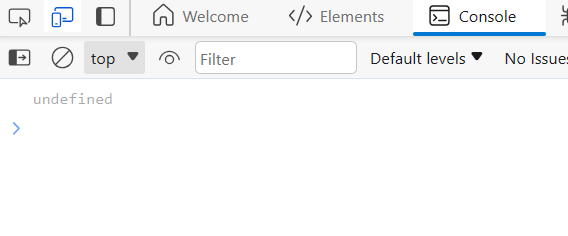 Welcome Elements Console
top Filter Default levels No Issues
undefined